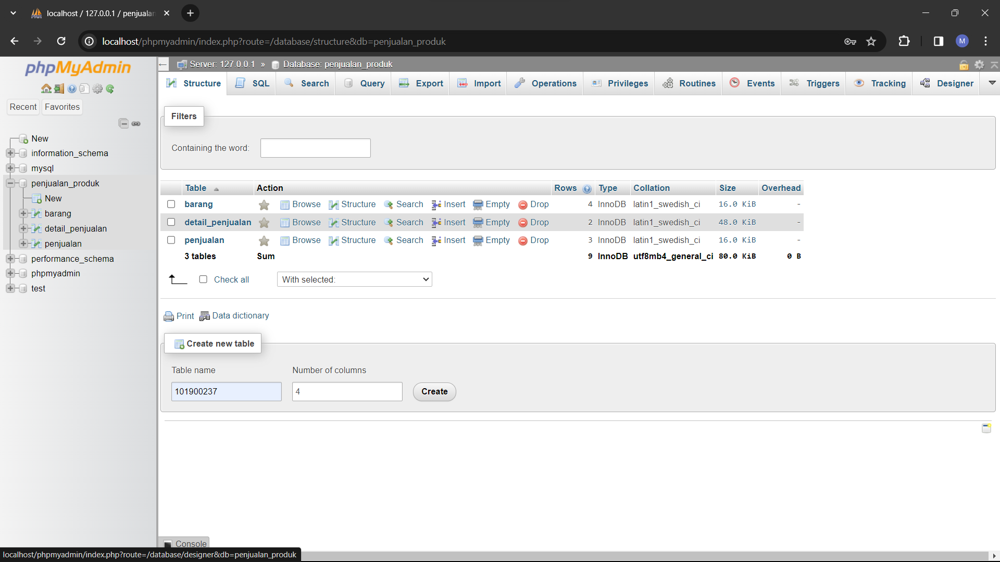 localhost / 127.0.0.1 / penjualan
localhost/phpmyadmin/index.php?route=/database/structure&db=penjualan_produk
M
phpMyAdmin
Recent Favorites
New
information_schema
mysql
penjualan_produk
New
barang
detail_penjualan
penjualan
performance_schema
phpmyadmin
test
Server: 127.0.0.1 » Database: penjualan_produk
Structure SQL Search Query Export Import Operations Privileges Routines Events Triggers Tracking Designer
Filters
Containing the word:
Table Action Rows Type Collation Size Overhead
barang Browse Structure Search Insert Empty Drop 4 InnoDB latin1_swedish_ci 16.0 KiB -
detail_penjualan Browse Structure Search Insert Empty Drop 2 InnoDB latin1_swedish_ci 48.0 KiB -
penjualan Browse Structure Search Insert Empty Drop 3 InnoDB latin1_swedish_ci 16.0 KiB -
3 tables Sum 9 InnoDB utf8mb4_general_ci 80.0 KiB 0 B
Check all With selected:
Print Data dictionary
Create new table
Table name Number of columns
101900237 4 Create
Console
localhost/phpmyadmin/index.php?route=/database/designer&db=penjualan_produk